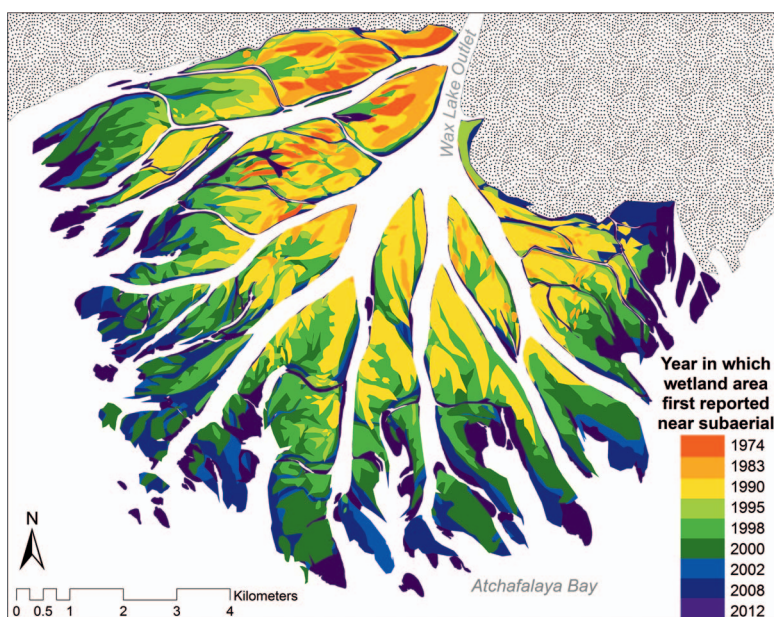 Wax Lake Outlet
Year in which
wetland area
first reported
near subaerial
1974
1983
1990
1995
1998
2000
2002
2008
2012
N
Kilometers
0 0.5 1 2 3 4
Atchafalaya Bay